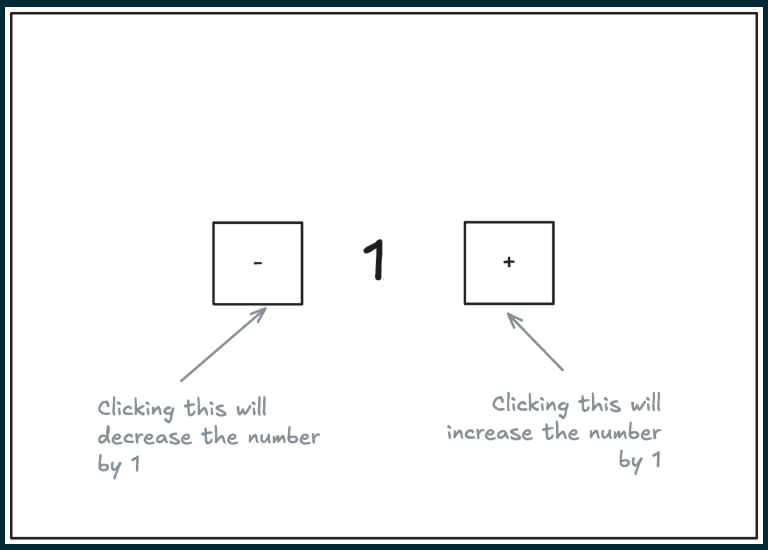 -
1
+
Clicking this will
decrease the number
by 1
Clicking this will
increase the number
by 1